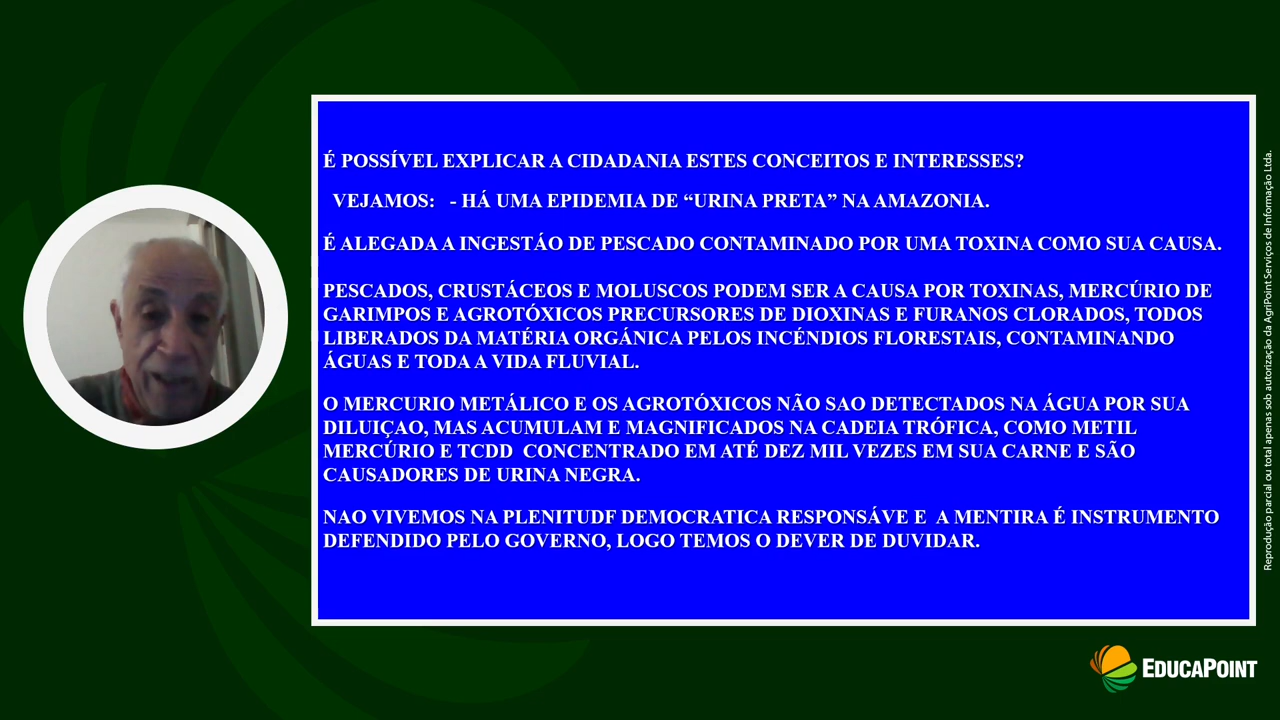 É POSSÍVEL EXPLICAR A CIDADANIA ESTES CONCEITOS E INTERESSES?
VEJAMOS: - HÁ UMA EPIDEMIA DE “URINA PRETA” NA AMAZONIA.
É ALEGADA A INGESTÁO DE PESCADO CONTAMINADO POR UMA TOXINA COMO SUA CAUSA.
PESCADOS, CRUSTÁCEOS E MOLUSCOS PODEM SER A CAUSA POR TOXINAS, MERCÚRIO DE
GARIMPOS E AGROTÓXICOS PRECURSORES DE DIOXINAS E FURANOS CLORADOS, TODOS
LIBERADOS DA MATÉRIA ORGÁNICA PELOS INCÉNDIOS FLORESTAIS, CONTAMINANDO
ÁGUAS E TODA A VIDA FLUVIAL.
O MERCURIO METÁLICO E OS AGROTÓXICOS NÃO SAO DETECTADOS NA ÁGUA POR SUA
DILUIÇAO, MAS ACUMULAM E MAGNIFICADOS NA CADEIA TRÓFICA, COMO METIL
MERCÚRIO E TCDD CONCENTRADO EM ATÉ DEZ MIL VEZES EM SUA CARNE E SÃO
CAUSADORES DE URINA NEGRA.
NAO VIVEMOS NA PLENITUDF DEMOCRATICA RESPONSÁVE E A MENTIRA É INSTRUMENTO
DEFENDIDO PELO GOVERNO, LOGO TEMOS O DEVER DE DUVIDAR.
Reprodução parcial ou total apenas sob autorização da AgriPoint Serviços de Informação Ltda.
EDUCAPOINT